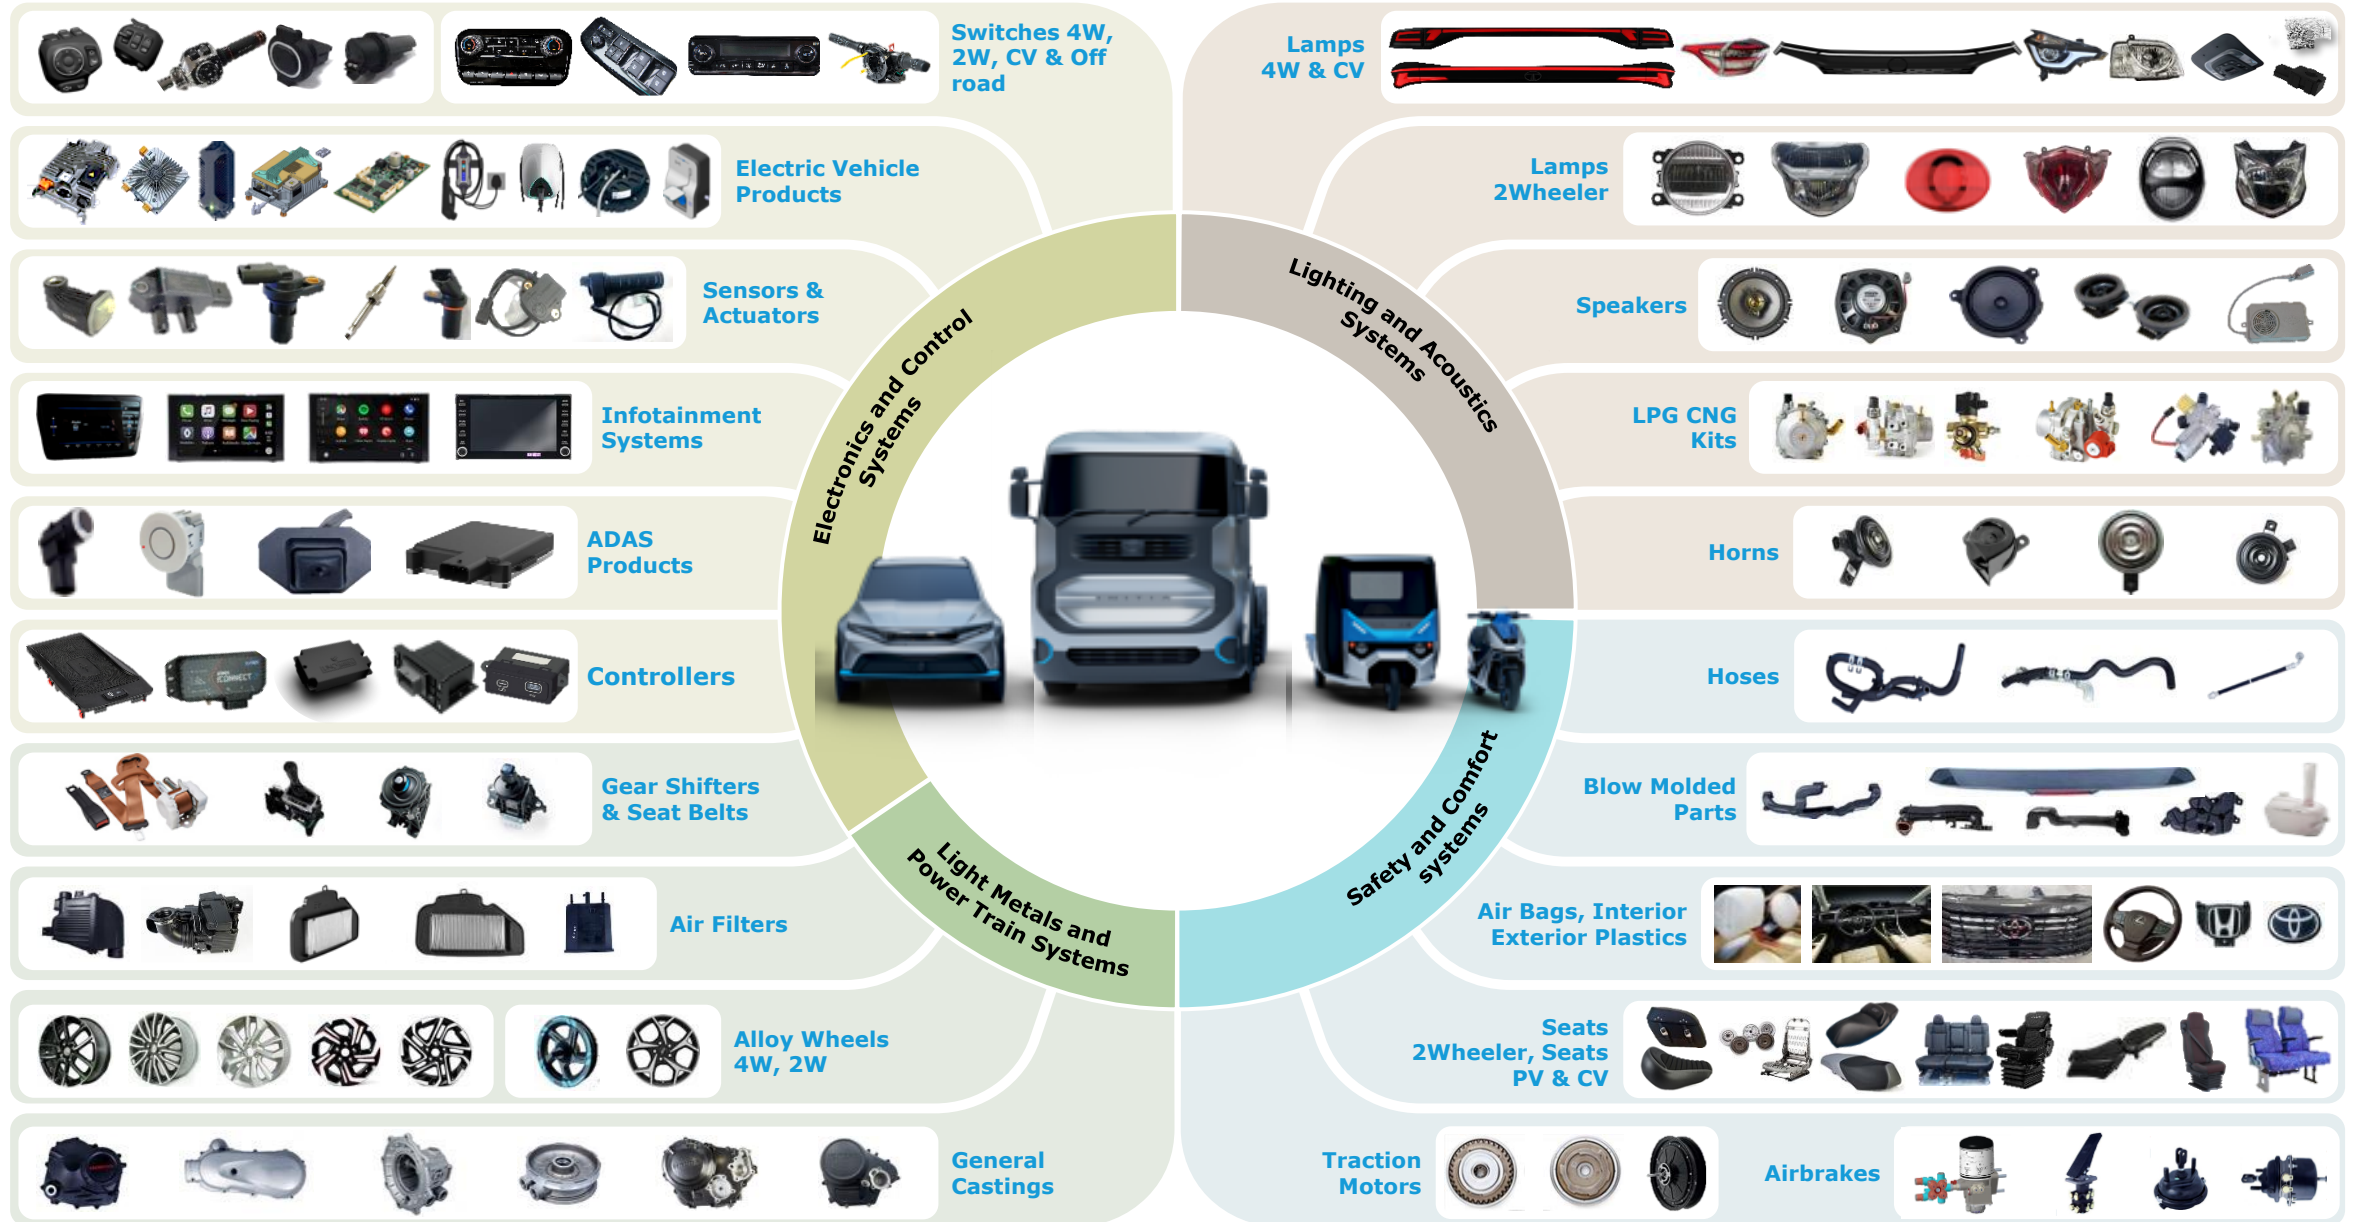 Switches 4W,
2W, CV & Off
road
Electric Vehicle
Products
Sensors &
Actuators
Infotainment
Systems
ADAS
Products
Controllers
Gear Shifters
& Seat Belts
Air Filters
Alloy Wheels
4W, 2W
General
Castings
Electronics and Control
Systems
Lighting and Acoustics
Systems
Light Metals and
Power Train Systems
Safety and Comfort
systems
Lamps
4W & CV
Lamps
2Wheeler
Speakers
LPG CNG
Kits
Horns
Hoses
Blow Molded
Parts
Air Bags, Interior
Exterior Plastics
Seats
2Wheeler, Seats
PV & CV
Traction
Motors
Airbrakes